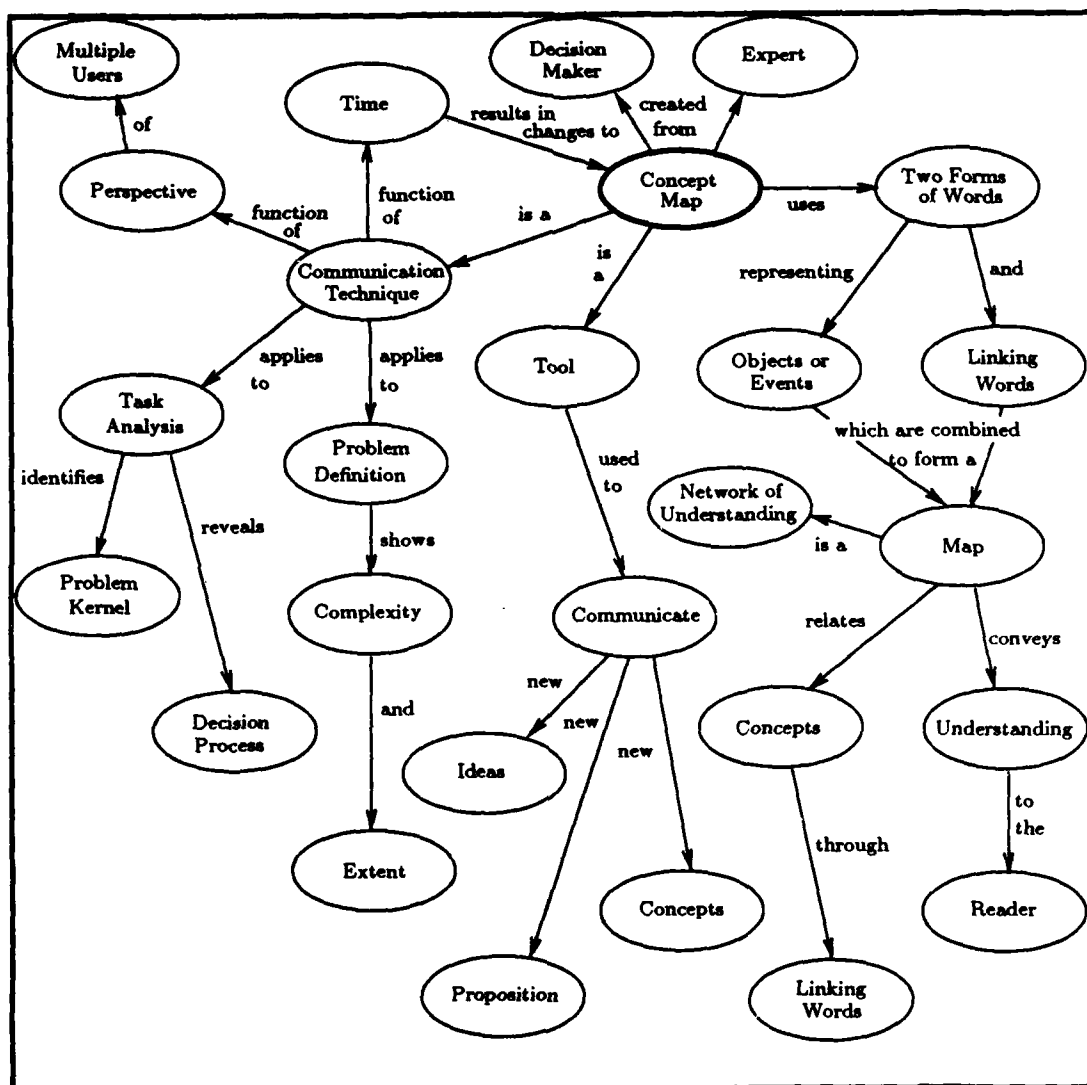 Multiple
Users
Decision
Maker
Expert
Time
results in
changes to
created
from
of
Perspective
Concept
Map
uses
Two Forms
of Words
function
of
function
of
is a
is
a
Communication
Technique
representing
and
applies
to
applies
to
Tool
Objects or
Events
Linking
Words
Task
Analysis
which are combined
to form a
Problem
Definition
used
to
identifies
Network of
Understanding
reveals
shows
is a
Map
Problem
Kernel
Complexity
Communicate
relates
conveys
new
and
new
new
Decision
Process
Concepts
Understanding
Ideas
to
the
through
Extent
Concepts
Reader
Proposition
Linking
Words